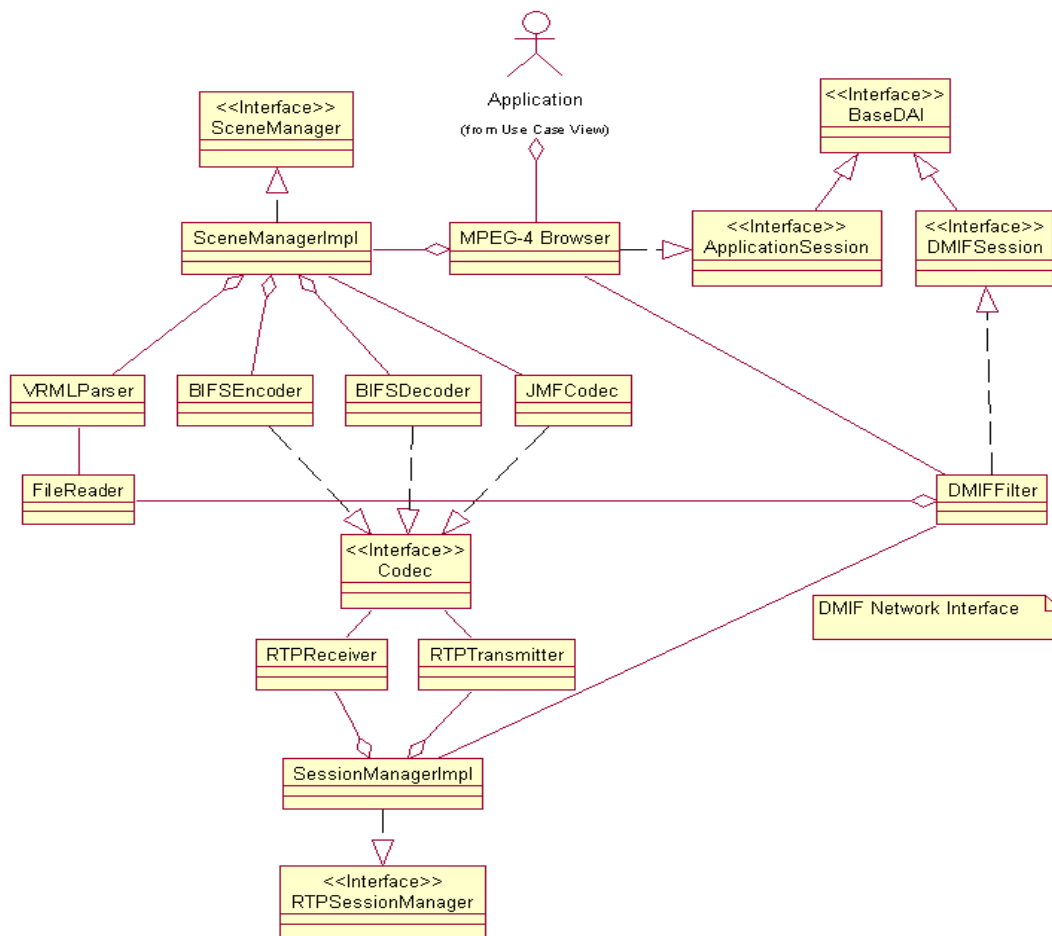 Application
(from Use Case View)
<<Interface>>
SceneManager
<<Interface>>
BaseDAI
SceneManagerImpl
MPEG-4 Browser
<<Interface>>
ApplicationSession
<<Interface>>
DMIFSession
VRMLParser
BIFSEncoder
BIFSDecoder
JMFCodec
FileReader
DMIFFilter
<<Interface>>
Codec
DMIF Network Interface
RTPReceiver
RTPTransmitter
SessionManagerImpl
<<Interface>>
RTPSessionManager